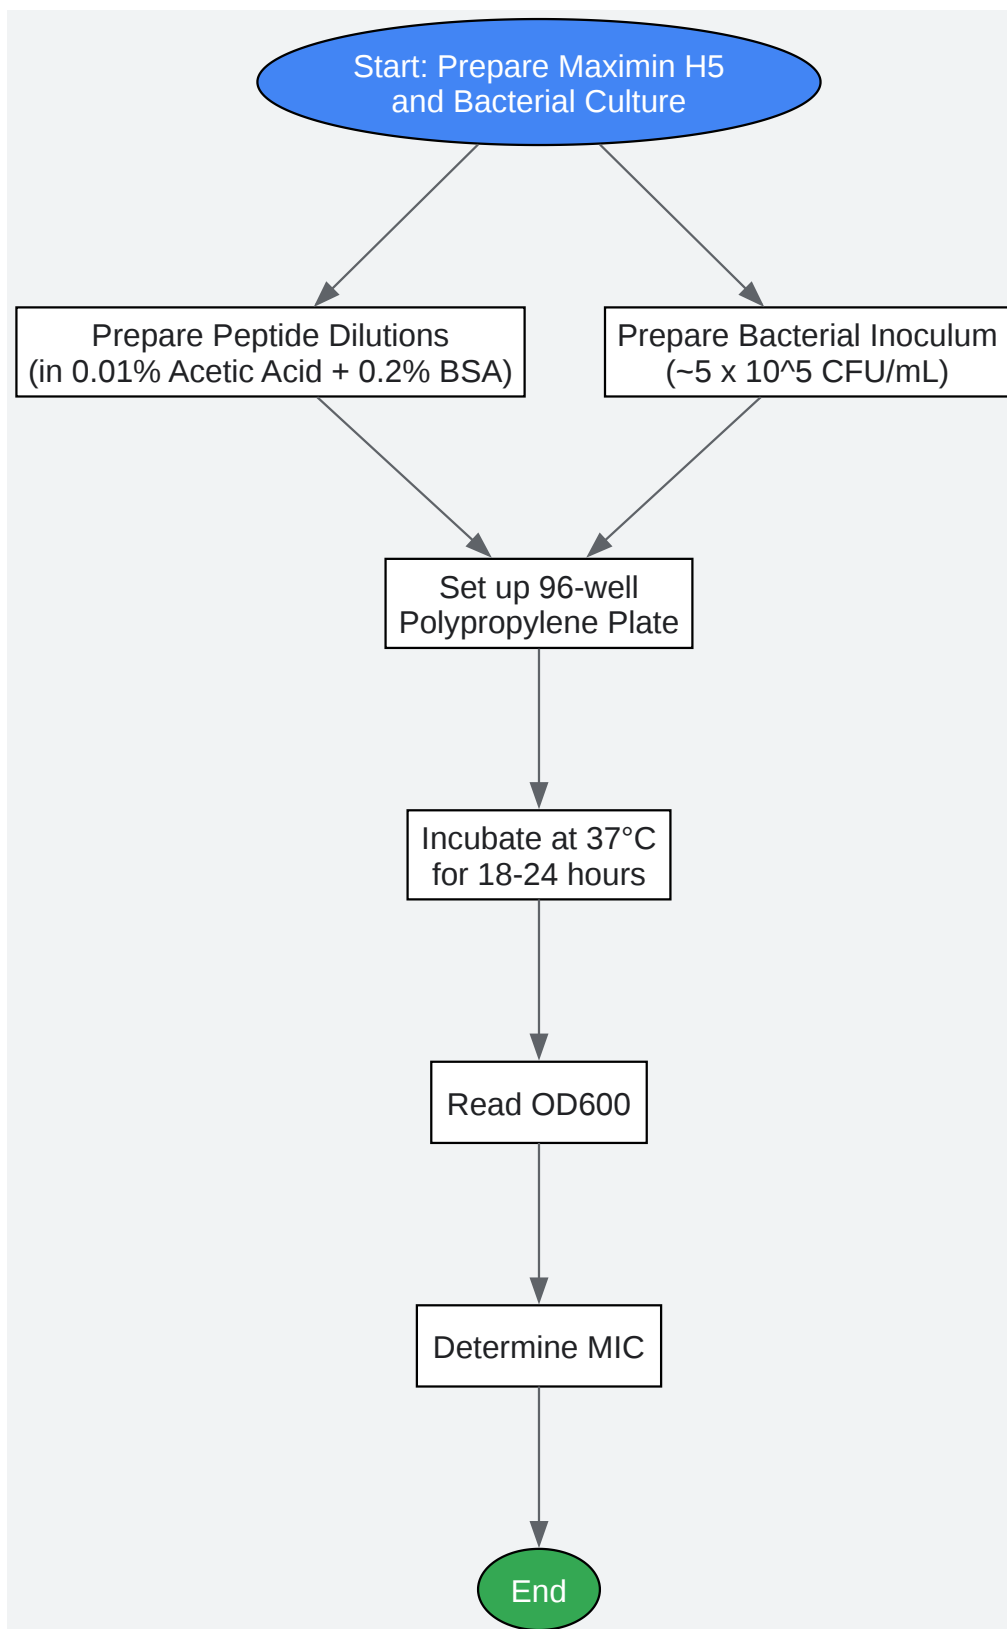 Start: Prepare Maximin H5
and Bacterial Culture
Prepare Peptide Dilutions
(in 0.01% Acetic Acid + 0.2% BSA)
Prepare Bacterial Inoculum
(~5 x 10^5 CFU/mL)
Set up 96-well
Polypropylene Plate
Incubate at 37°C
for 18-24 hours
Read OD600
Determine MIC
End